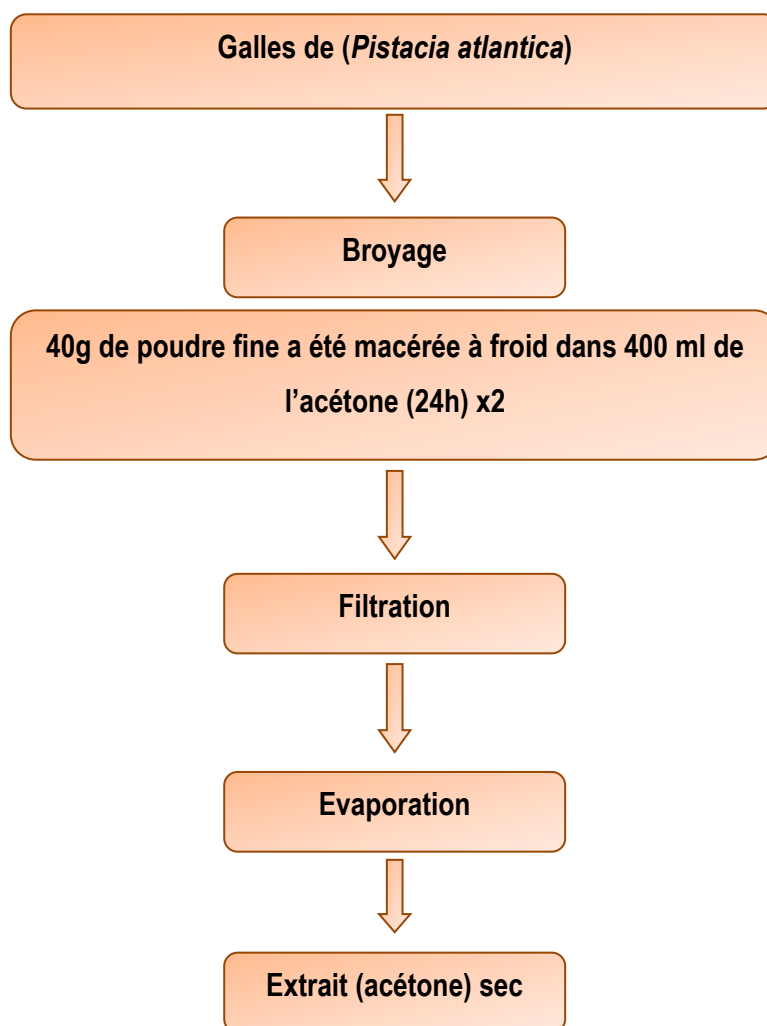 Galles de (Pistacia atlantica)
Broyage
40g de poudre fine a été macérée à froid dans 400 ml de
l’acétone (24h) x2
Filtration
Evaporation
Extrait (acétone) sec